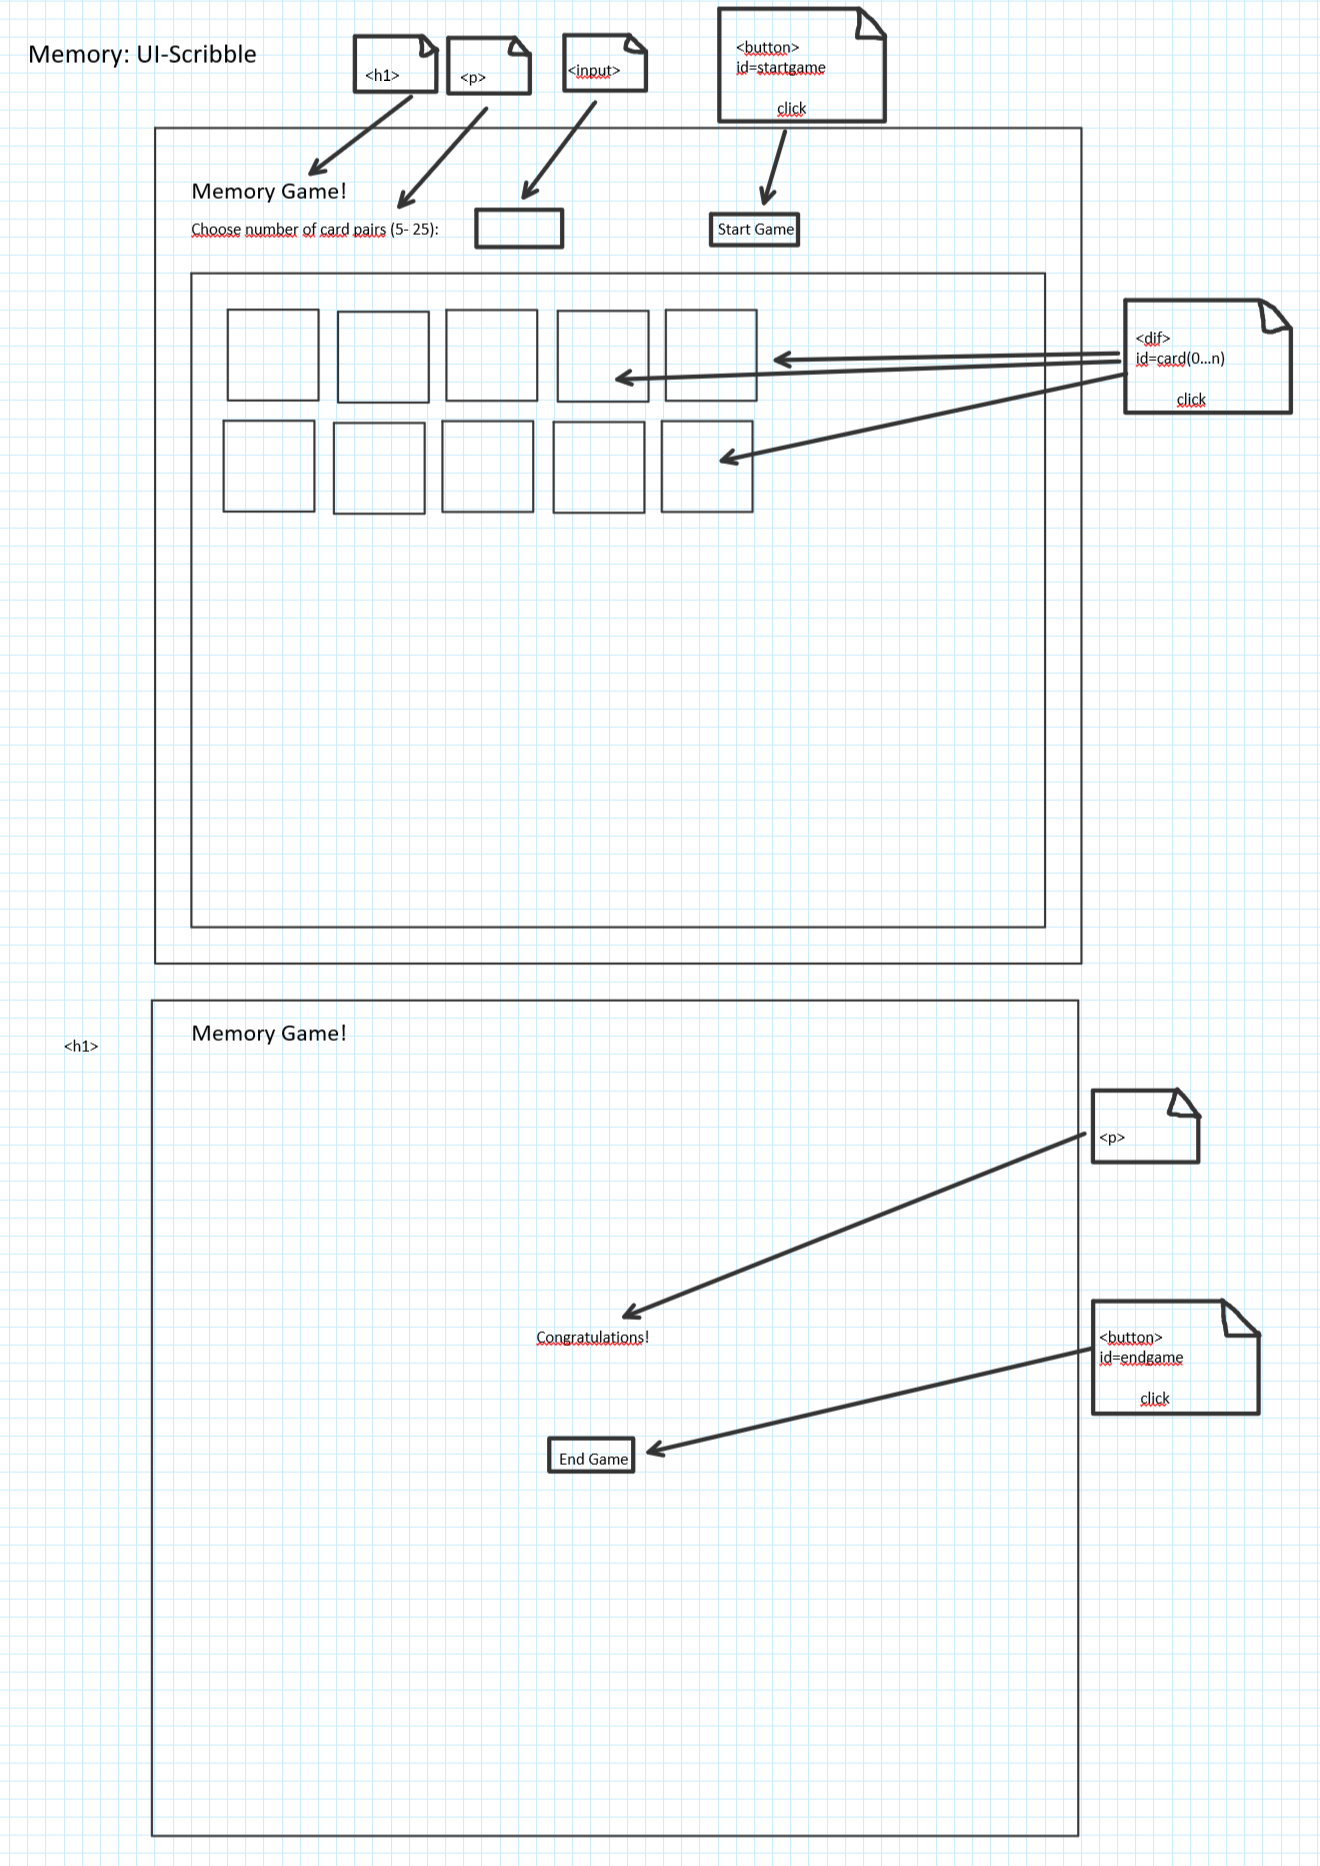 Memory: UI-Scribble
<h1>
<p>
<input>
<button>
id=startgame
click
Memory Game!
Choose number of card pairs (5- 25):
Start Game
<dif>
id=card(0...n)
click
<h1>
Memory Game!
<p>
Congratulations!
<button>
id=endgame
click
End Game